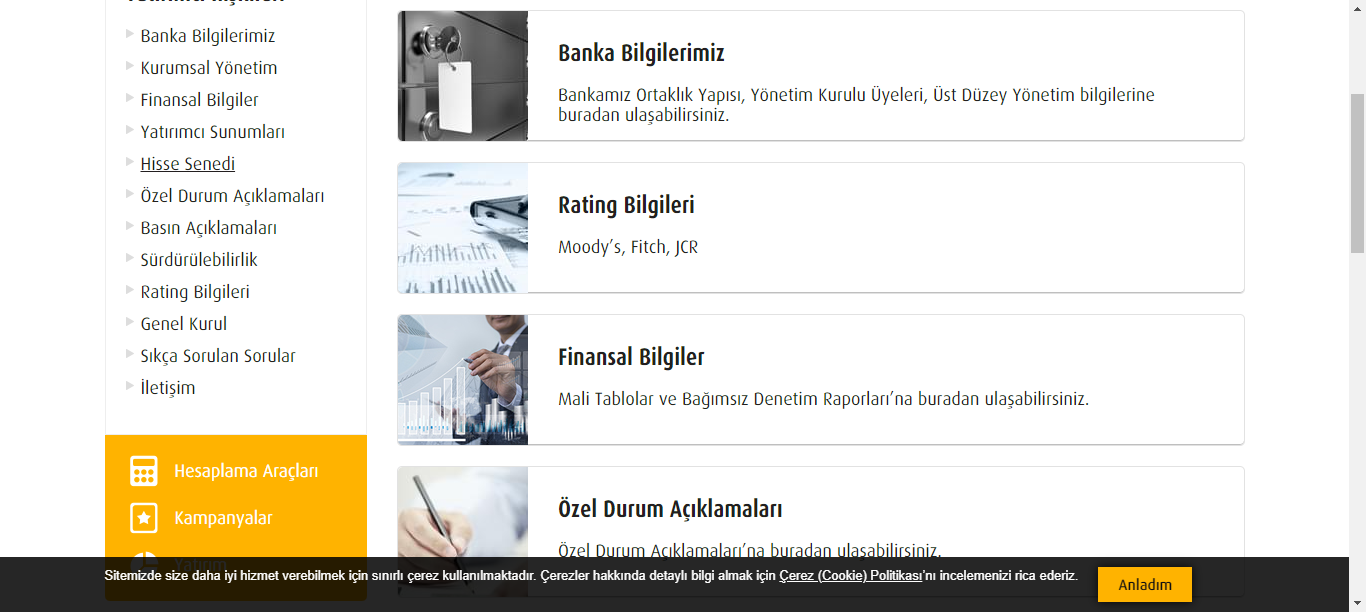 Banka Bilgilerimiz
Kurumsal Yönetim
Finansal Bilgiler
Yatırımcı Sunumları
Hisse Senedi
Özel Durum Açıklamaları
Basın Açıklamaları
Sürdürülebilirlik
Rating Bilgileri
Genel Kurul
Sıkça Sorulan Sorular
İletişim
Hesaplama Araçları
Kampanyalar
Yatırım
Banka Bilgilerimiz
Bankamız Ortaklık Yapısı, Yönetim Kurulu Üyeleri, Üst Düzey Yönetim bilgilerine
buradan ulaşabilirsiniz.
Rating Bilgileri
Moody’s, Fitch, JCR
Finansal Bilgiler
Mali Tablolar ve Bağımsız Denetim Raporları’na buradan ulaşabilirsiniz.
Özel Durum Açıklamaları
Özel Durum Açıklamaları’na buradan ulaşabilirsiniz.
Sitemizde size daha iyi hizmet verebilmek için sınırlı çerez kullanılmaktadır. Çerezler hakkında detaylı bilgi almak için Çerez (Cookie) Politikası'nı incelemenizi rica ederiz.
Anladım